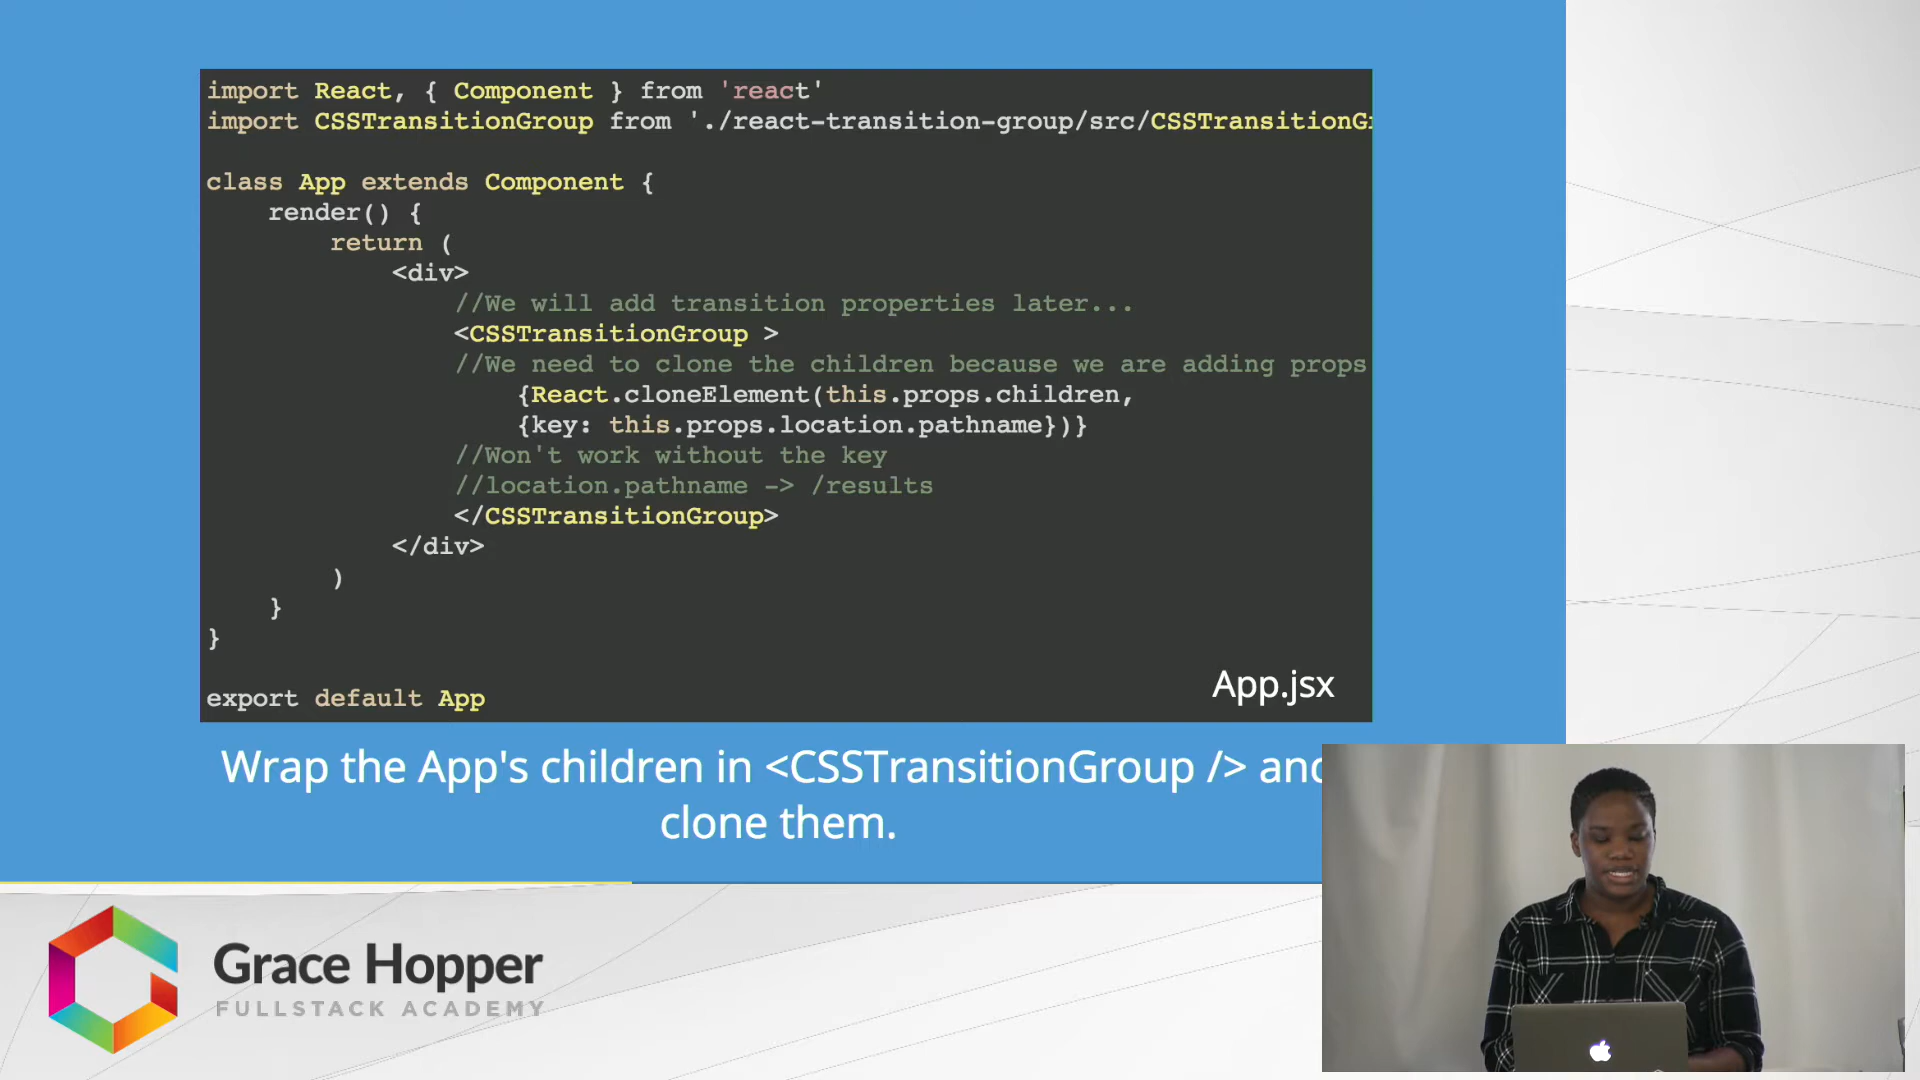 import React, { Component } from 'react'
import CSSTransitionGroup from './react-transition-group/src/CSSTransitionG
class App extends Component {
render() {
return (
<div>
//We will add transition properties later...
<CSSTransitionGroup >
//We need to clone the children because we are adding props
{React.cloneElement(this.props.children,
{key: this.props.location.pathname})}
//Won't work without the key
//location.pathname -> /results
</CSSTransitionGroup>
</div>
)
}
}
export default App
App.jsx
Wrap the App's children in <CSSTransitionGroup /> and
clone them.
Grace Hopper
FULLSTACK ACADEMY